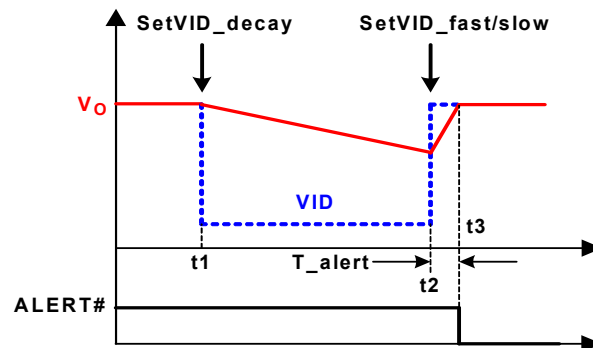 SetVID_decay SetVID_fast/slow
VO
VID
t3
t1 T_alert
t2
ALERT#